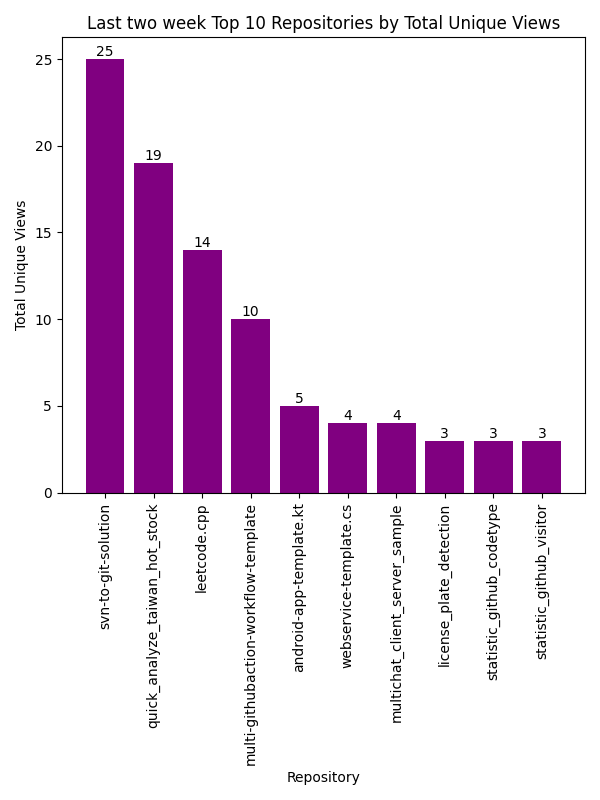 Last two week Top 10 Repositories by Total Unique Views
Total Unique Views
25
20
15
10
5
0
25
19
14
10
5
4
4
3
3
3
svn-to-git-solution
quick_analyze_taiwan_hot_stock
leetcode.cpp
multi-githubaction-workflow-template
android-app-template.kt
webservice-template.cs
multichat_client_server_sample
license_plate_detection
statistic_github_codetype
statistic_github_visitor
Repository